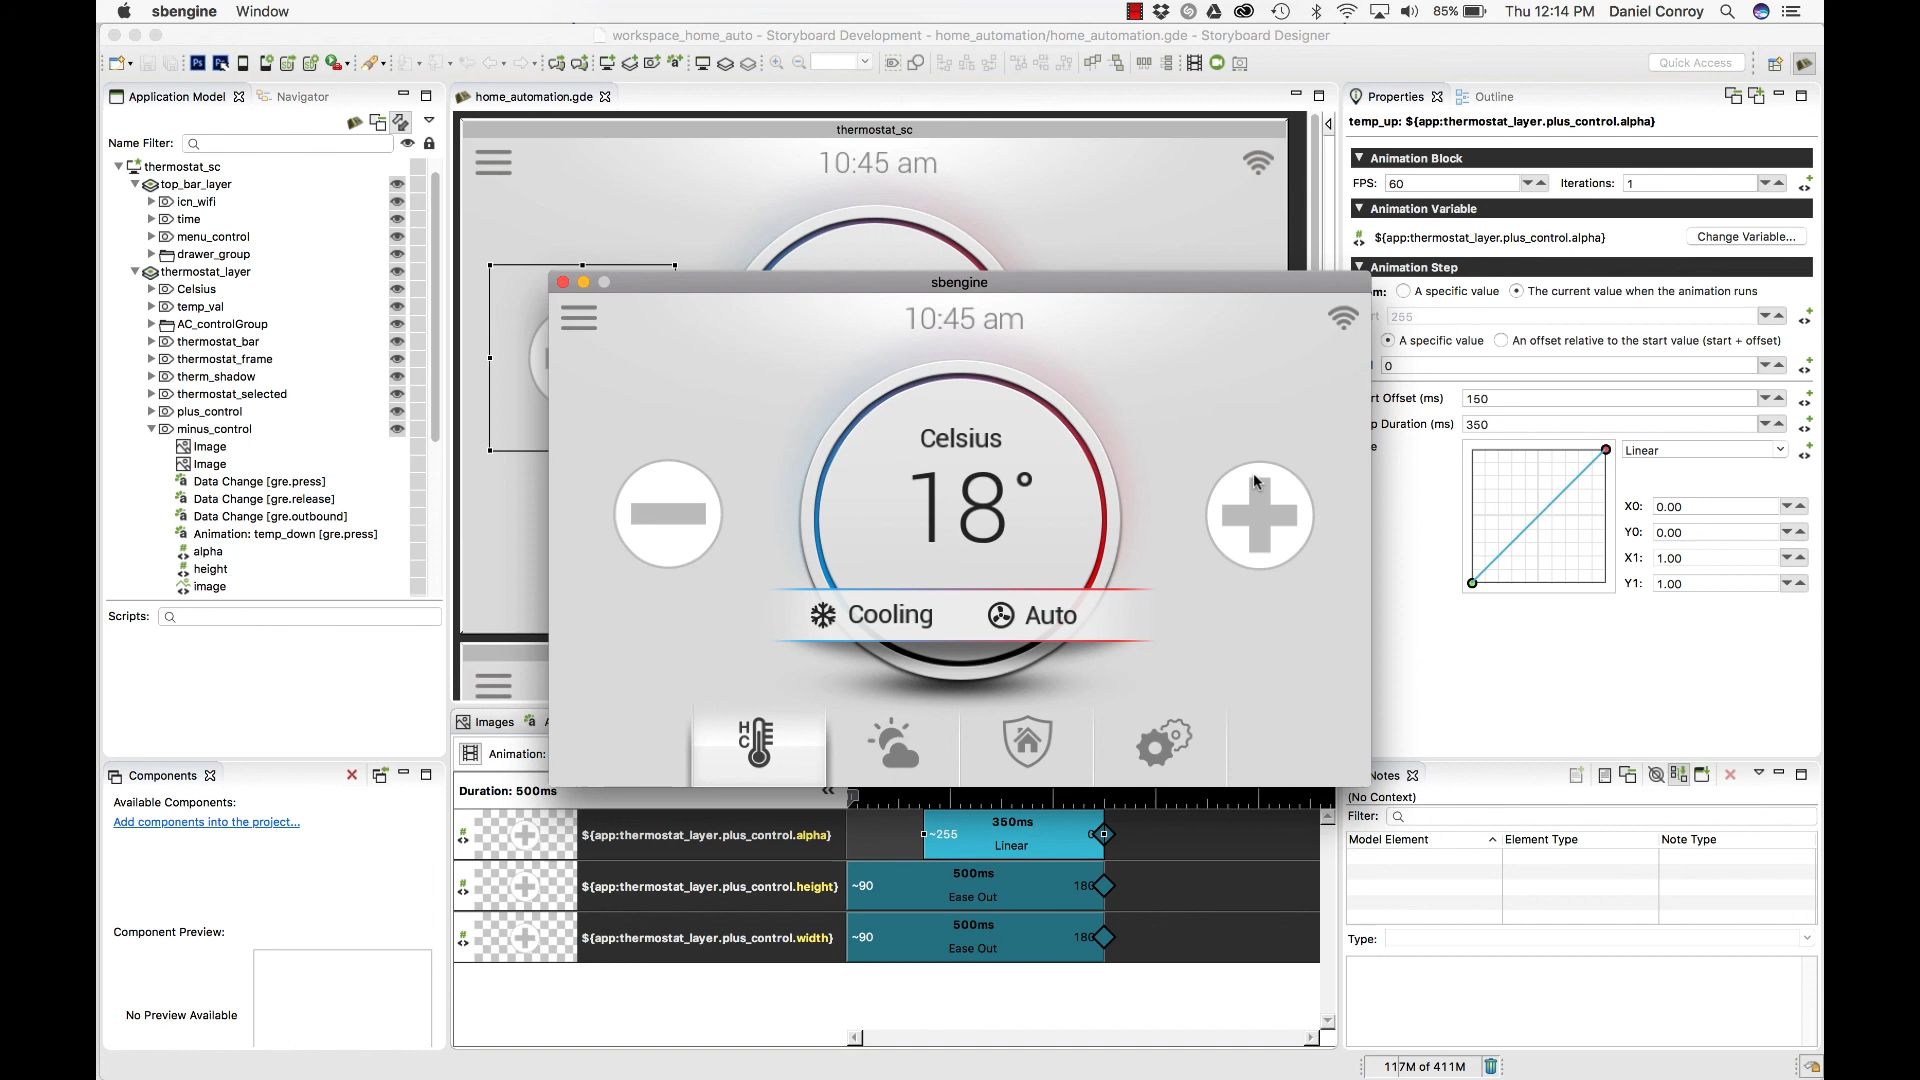 sbengine Window
85% Thu 12:14 PM Daniel Conroy
workspace_home_auto - Storyboard Development - home_automation/home_automation.gde - Storyboard Designer
Quick Access
Application Model
Navigator
Name Filter:
thermostat_sc
top_bar_layer
icn_wifi
time
menu_control
drawer_group
thermostat_layer
Celsius
temp_val
AC_controlGroup
thermostat_bar
thermostat_frame
therm_shadow
thermostat_selected
plus_control
minus_control
Image
Image
Data Change [gre.press]
Data Change [gre.release]
Data Change [gre.outbound]
Animation: temp_down [gre.press]
alpha
height
image
Scripts:
Components
Available Components:
Add components into the project...
Component Preview:
No Preview Available
home_automation.gde
thermostat_sc
10:45 am
sbengine
10:45 am
Celsius
18°
Cooling
Auto
H
C
Images
Animation:
Duration: 500ms
${app:thermostat_layer.plus_control.alpha}
~255
350ms
Linear
${app:thermostat_layer.plus_control.height}
~90
500ms
Ease Out
180
${app:thermostat_layer.plus_control.width}
~90
500ms
Ease Out
180
Properties
Outline
temp_up: ${app:thermostat_layer.plus_control.alpha}
Animation Block
FPS: 60 Iterations: 1
Animation Variable
${app:thermostat_layer.plus_control.alpha} Change Variable...
Animation Step
A specific value The current value when the animation runs
255
A specific value An offset relative to the start value (start + offset)
0
Offset (ms) 150
Duration (ms) 350
Linear
X0: 0.00
Y0: 0.00
X1: 1.00
Y1: 1.00
Notes
(No Context)
Filter:
Model Element Element Type Note Type
Type:
117M of 411M